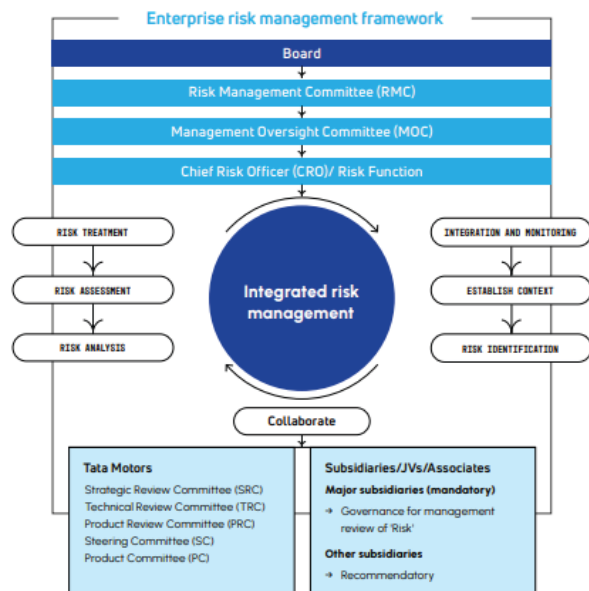 Enterprise risk management framework
Board
Risk Management Committee (RMC)
Management Oversight Committee (MOC)
Chief Risk Officer (CRO)/ Risk Function
RISK TREATMENT
RISK ASSESSMENT
RISK ANALYSIS
Integrated risk
management
INTEGRATION AND MONITORING
ESTABLISH CONTEXT
RISK IDENTIFICATION
Collaborate
Tata Motors
Strategic Review Committee (SRC)
Technical Review Committee (TRC)
Product Review Committee (PRC)
Steering Committee (SC)
Product Committee (PC)
Subsidiaries/JVs/Associates
Major subsidiaries (mandatory)
→ Governance for management
review of 'Risk'
Other subsidiaries
→ Recommendatory